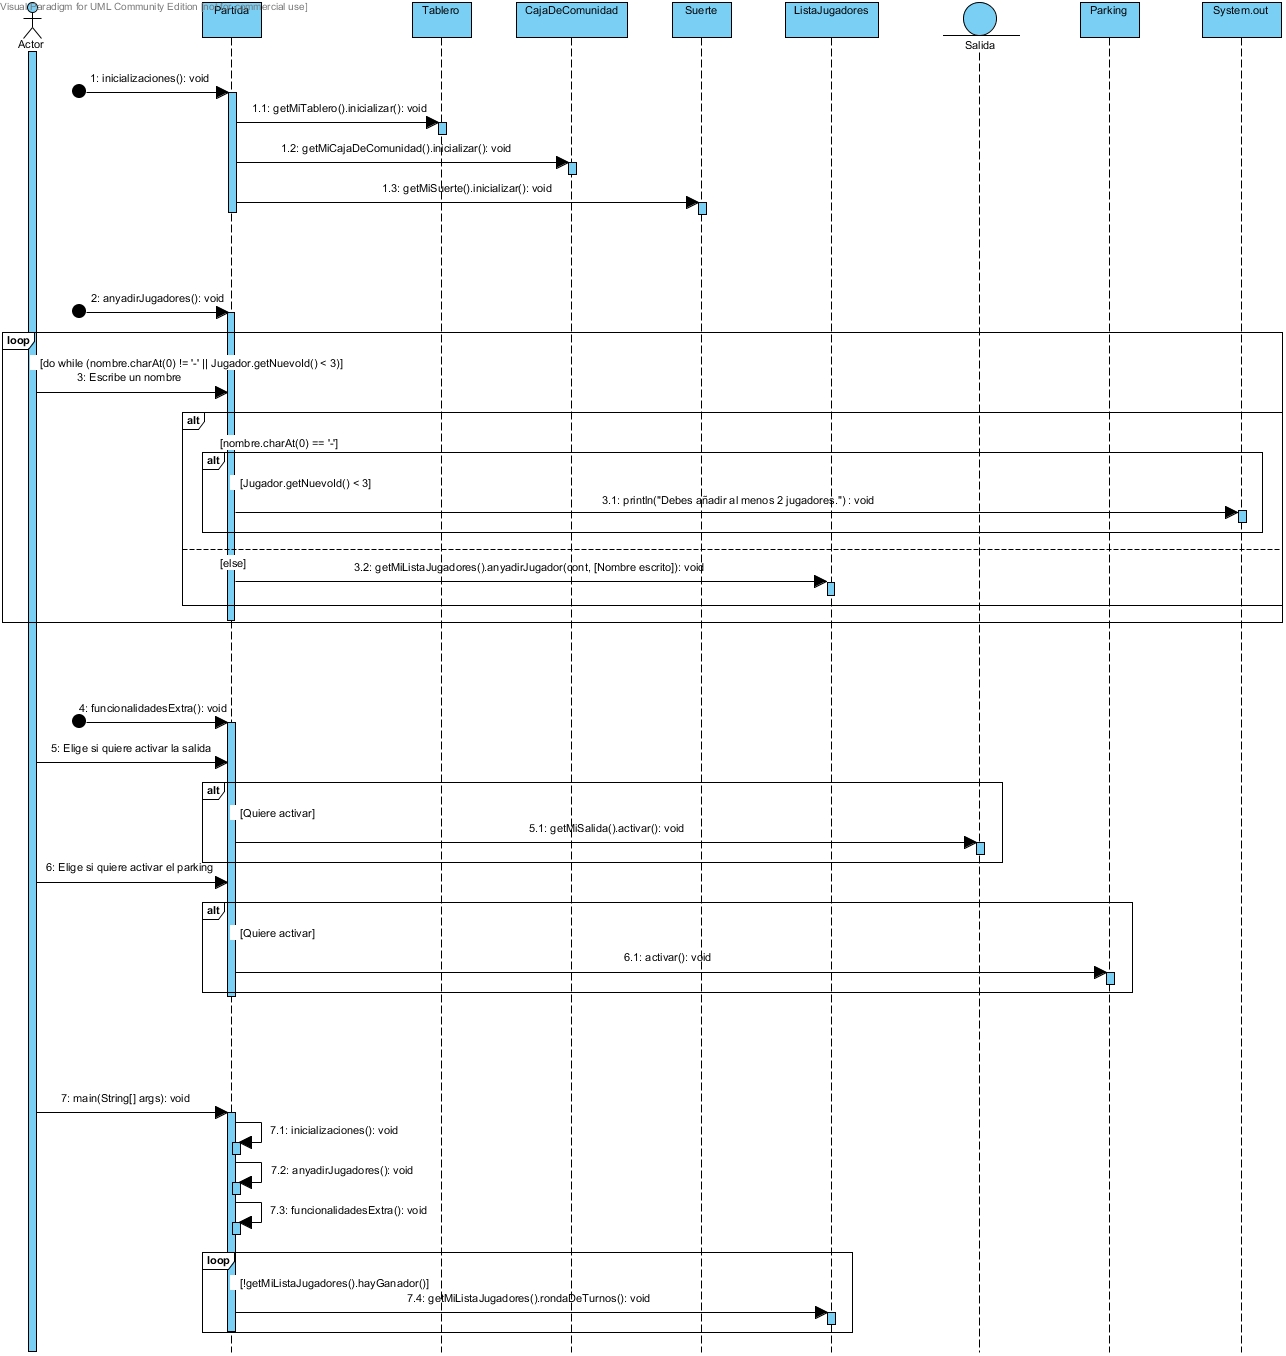 Visual Paradigm for UML Community Edition [not for commercial use]
Actor
Partida
Tablero
CajaDeComunidad
Suerte
ListaJugadores
Salida
Parking
System.out
1: inicializaciones(): void
1.1: getMiTablero().inicializar(): void
1.2: getMiCajaDeComunidad().inicializar(): void
1.3: getMiSuerte().inicializar(): void
2: anyadirJugadores(): void
loop
[do while (nombre.charAt(0) != '-' || Jugador.getNuevoId() < 3)]
3: Escribe un nombre
alt
[nombre.charAt(0) == '-']
alt
[Jugador.getNuevoId() < 3]
3.1: println("Debes añadir al menos 2 jugadores.") : void
[else]
3.2: getMiListaJugadores().anyadirJugador(cont, [Nombre escrito]): void
4: funcionalidadesExtra(): void
5: Elige si quiere activar la salida
alt
[Quiere activar]
5.1: getMiSalida().activar(): void
6: Elige si quiere activar el parking
alt
[Quiere activar]
6.1: activar(): void
7: main(String[] args): void
7.1: inicializaciones(): void
7.2: anyadirJugadores(): void
7.3: funcionalidadesExtra(): void
loop
[!getMiListaJugadores().hayGanador()]
7.4: getMiListaJugadores().rondaDeTurnos(): void